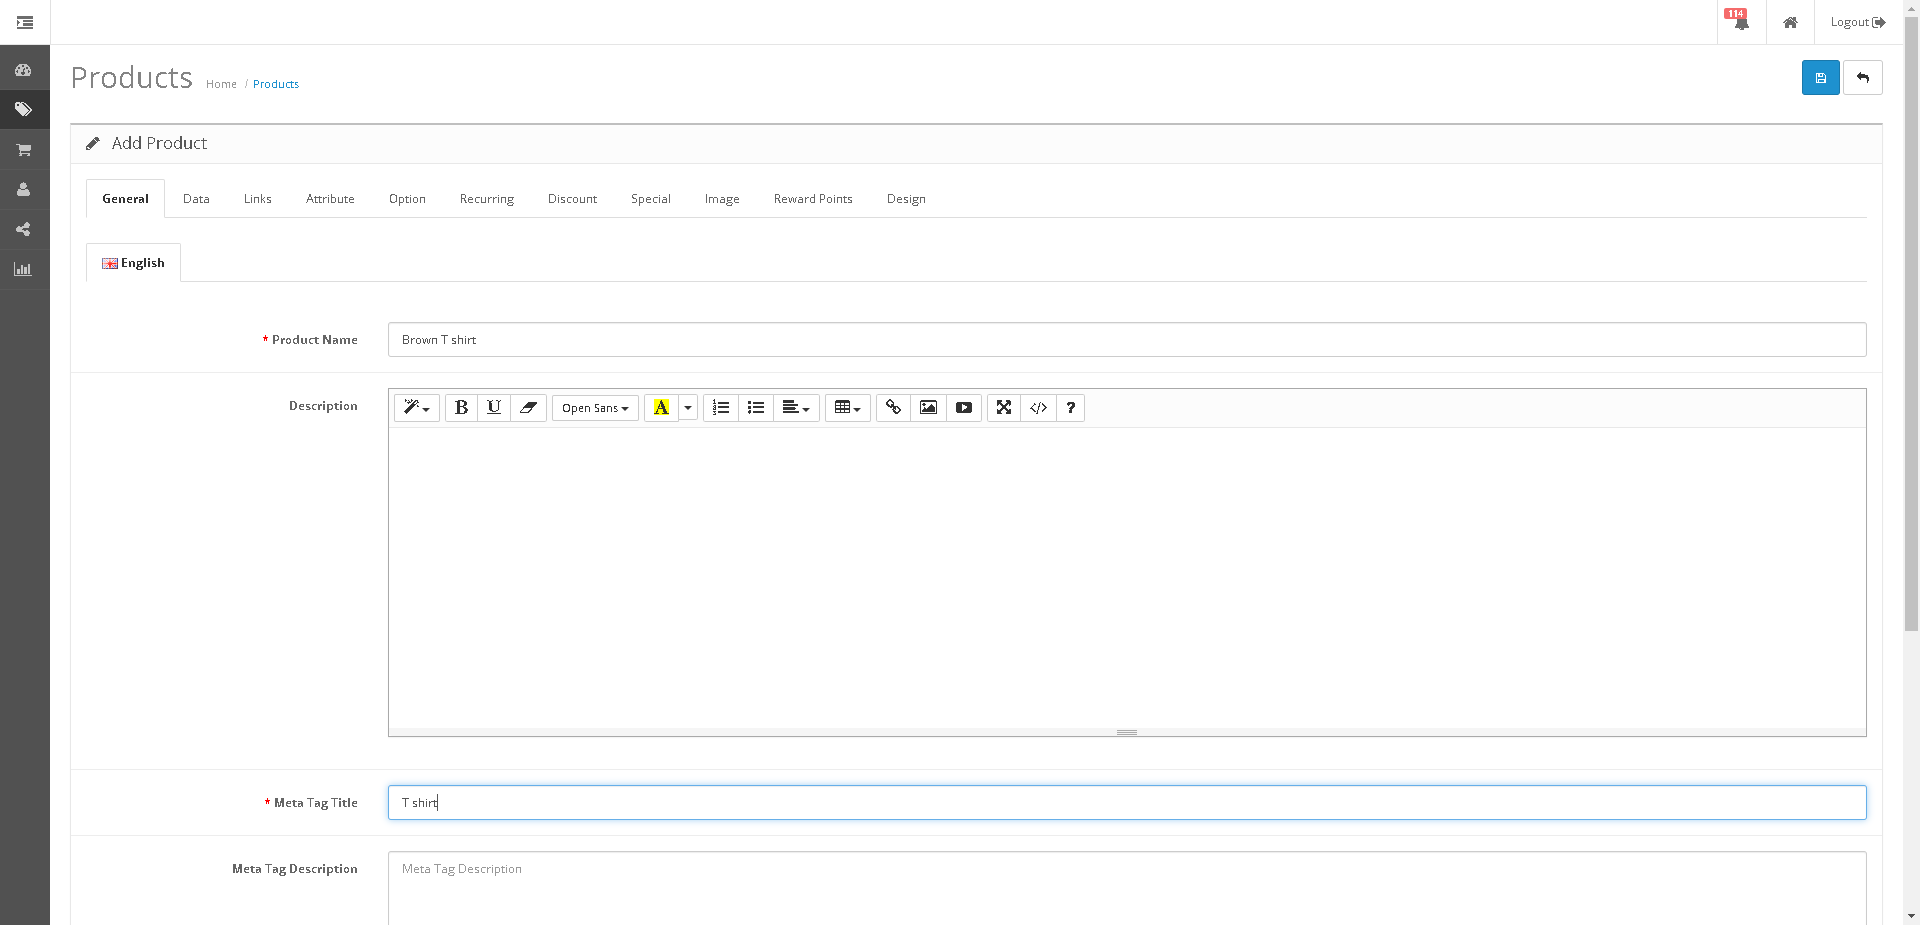 114
Logout
Products Home / Products
Add Product
General Data Links Attribute Option Recurring Discount Special Image Reward Points Design
English
* Product Name Brown T shirt
Description B U Open Sans A </> ?
* Meta Tag Title T shirt
Meta Tag Description Meta Tag Description